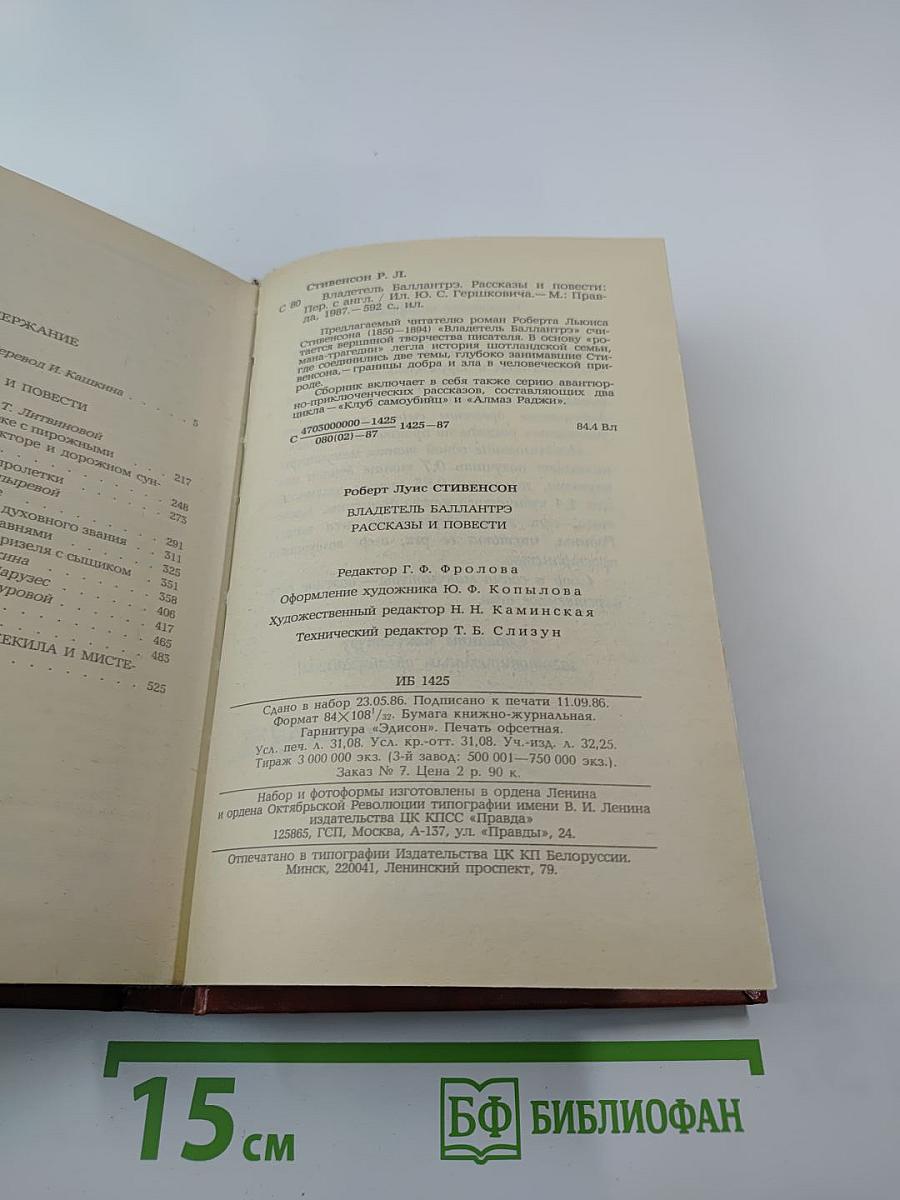 ЕРЖАНИЕ
еревод И. Кашкина
5
И ПОВЕСТИ
Т. Литвиновой
ке с пирожными
217
кторе и дорожном сун-
248
ролетки
273
пыревой
духовного звания
291
авнями
311
ризеля с сыщиком
325
сина
351
арузес
358
уровой
406
417
465
483
ЕКИЛА И МИСТЕ-
525
Стивенсон Р. Л.
С 80 Владетель Баллантрэ. Рассказы и повести:
Пер. с англ. / Ил. Ю. С. Гершковича.— М.: Прав-
да, 1987.— 592 с., ил.
Предлагаемый читателю роман Роберта Льюиса
Стивенсона (1850—1894) «Владетель Баллантрэ» счи-
тается вершиной творчества писателя. В основу «ро-
мана-трагедии» легла история шотландской семьи,
где соединились две темы, глубоко занимавшие Сти-
венсона,— границы добра и зла в человеческой при-
роде.
Сборник включает в себя также серию авантюр-
но-приключенческих рассказов, составляющих два
цикла — «Клуб самоубийц» и «Алмаз Раджи».
С 4703000000—1425
080(02)—87
1425—87
84.4 Вл
Роберт Луис СТИВЕНСОН
ВЛАДЕТЕЛЬ БАЛЛАНТРЭ
РАССКАЗЫ И ПОВЕСТИ
Редактор Г. Ф. Фролова
Оформление художника Ю. Ф. Копылова
Художественный редактор Н. Н. Каминская
Технический редактор Т. Б. Слизун
ИБ 1425
Сдано в набор 23.05.86. Подписано к печати 11.09.86.
Формат 84×108¹/₃₂. Бумага книжно-журнальная.
Гарнитура «Эдисон». Печать офсетная.
Усл. печ. л. 31,08. Усл. кр.-отт. 31,08. Уч.-изд. л. 32,25.
Тираж 3 000 000 экз. (3-й завод: 500 001—750 000 экз.).
Заказ № 7. Цена 2 р. 90 к.
Набор и фотоформы изготовлены в ордена Ленина
и ордена Октябрьской Революции типографии имени В. И. Ленина
издательства ЦК КПСС «Правда»
125865, ГСП, Москва, А-137, ул. «Правды», 24.
Отпечатано в типографии Издательства ЦК КП Белоруссии.
Минск, 220041, Ленинский проспект, 79.
15 см
БФ БИБЛИОФАН